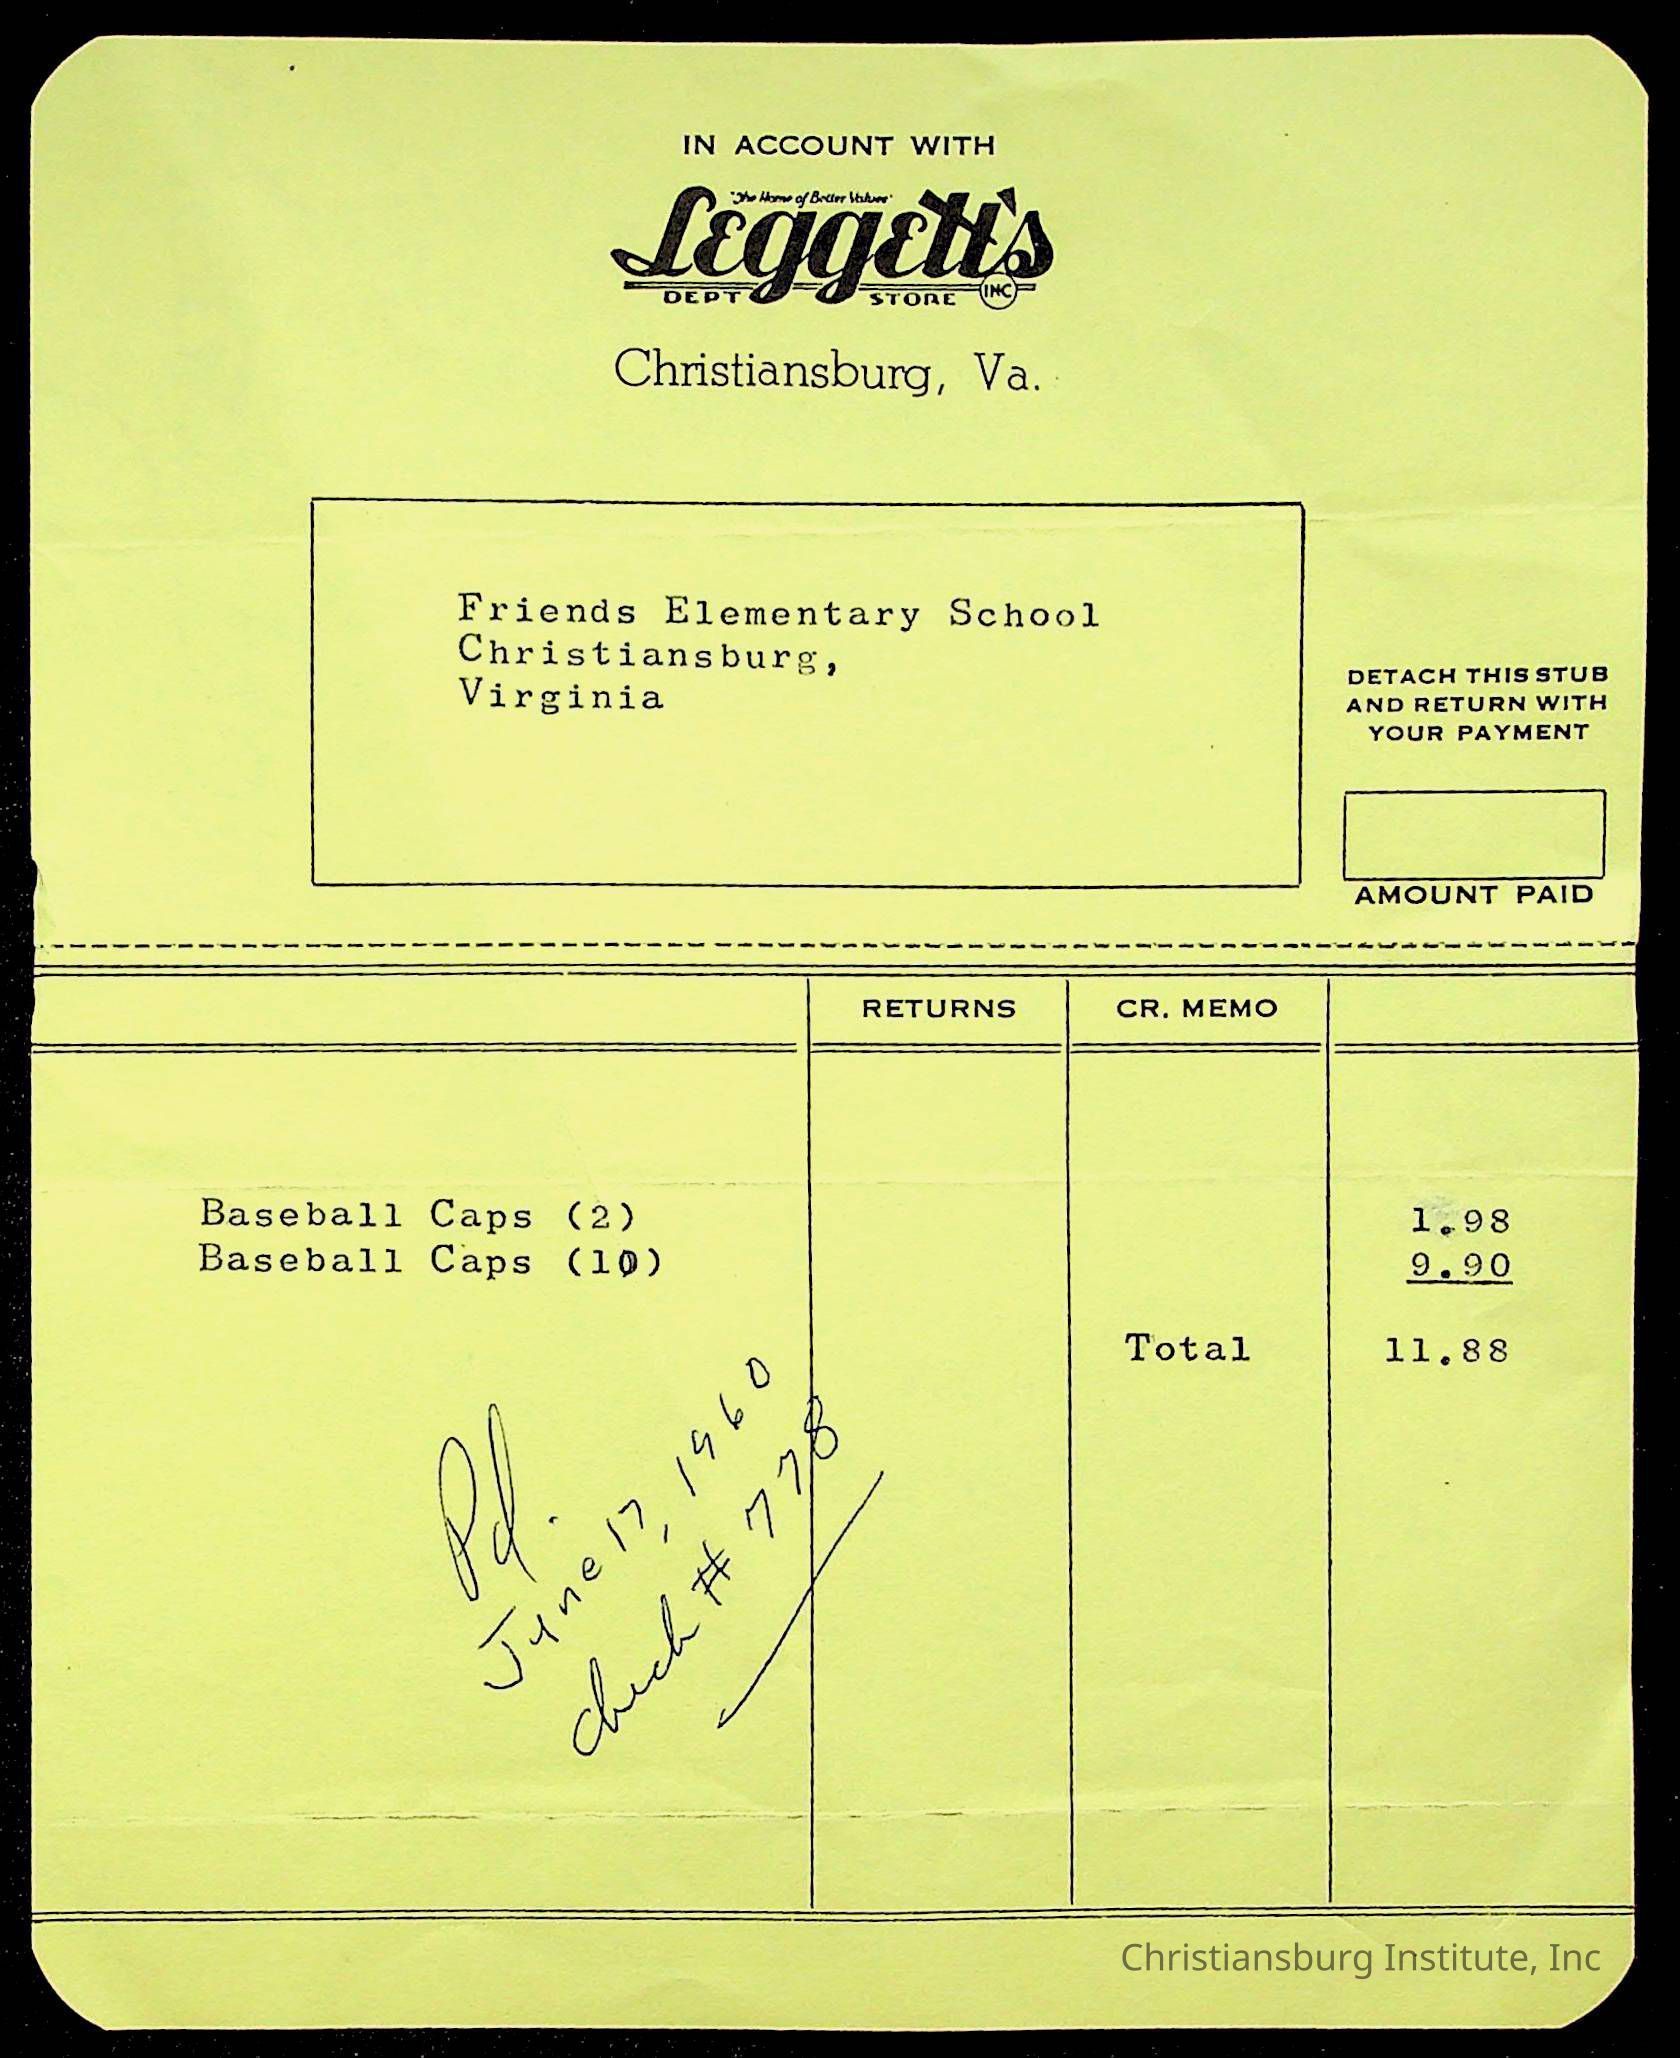 IN ACCOUNT WITH
"The Home of Better Values"
Leggett's
DEPT STORE INC
Christiansburg, Va.
Friends Elementary School
Christiansburg,
Virginia
DETACH THIS STUB
AND RETURN WITH
YOUR PAYMENT
AMOUNT PAID
RETURNS CR. MEMO
Baseball Caps (2) 1.98
Baseball Caps (10) 9.90
Total 11.88
Pd.
June 17, 1960
check # 778
Christiansburg Institute, Inc